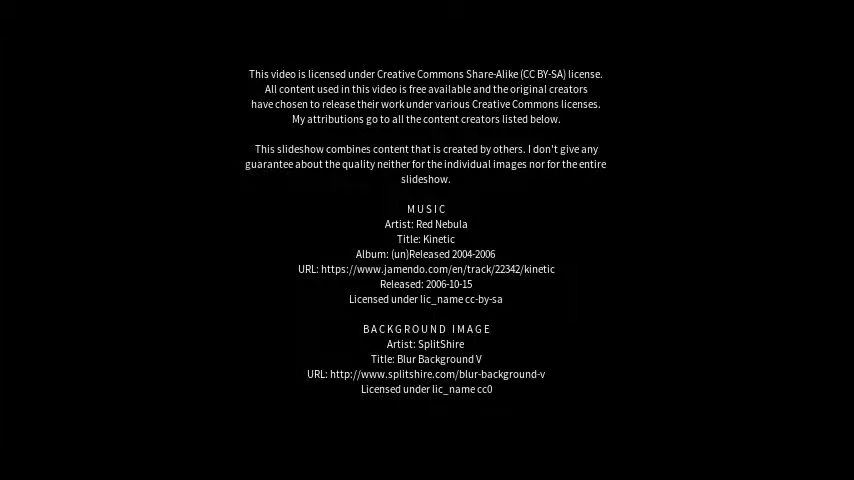 This video is licensed under Creative Commons Share-Alike (CC BY-SA) license.
All content used in this video is free available and the original creators
have chosen to release their work under various Creative Commons licenses.
My attributions go to all the content creators listed below.
This slideshow combines content that is created by others. I don't give any
guarantee about the quality neither for the individual images nor for the entire
slideshow.
MUSIC
Artist: Red Nebula
Title: Kinetic
Album: (un)Released 2004-2006
URL: https://www.jamendo.com/en/track/22342/kinetic
Released: 2006-10-15
Licensed under lic_name cc-by-sa
BACKGROUND IMAGE
Artist: SplitShire
Title: Blur Background V
URL: http://www.splitshire.com/blur-background-v
Licensed under lic_name cc0